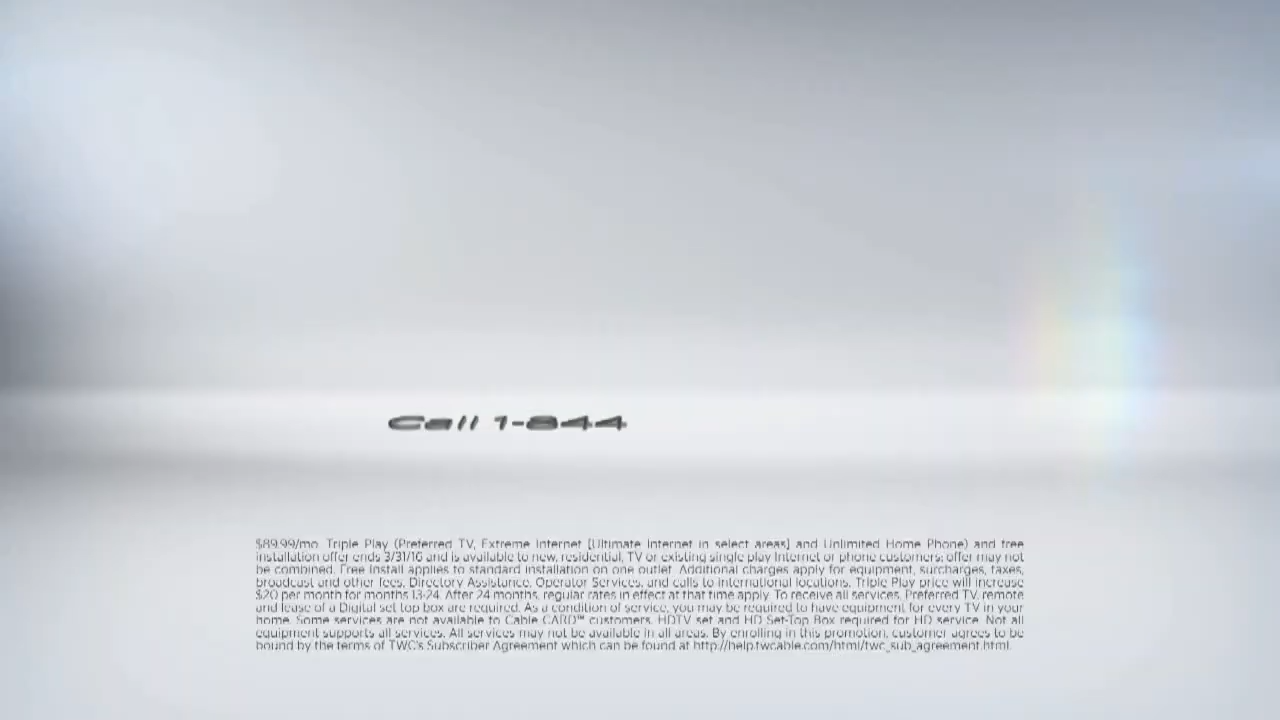 Call 1-844
$89.99/mo. Triple Play (Preferred TV, Extreme Internet [Ultimate Internet in select areas] and Unlimited Home Phone) and free
installation offer ends 3/31/16 and is available to new, residential, TV or existing single play Internet or phone customers; offer may not
be combined. Free Install applies to standard installation on one outlet. Additional charges apply for equipment, surcharges, taxes,
broadcast and other fees, Directory Assistance, Operator Services, and calls to international locations. Triple Play price will increase
$20 per month for months 13-24. After 24 months, regular rates in effect at that time apply. To receive all services, Preferred TV, remote
and lease of a Digital set top box are required. As a condition of service, you may be required to have equipment for every TV in your
home. Some services are not available to Cable CARD™ customers. HDTV set and HD Set-Top Box required for HD service. Not all
equipment supports all services. All services may not be available in all areas. By enrolling in this promotion, customer agrees to be
bound by the terms of TWC's Subscriber Agreement which can be found at http://help.twcable.com/html/twc_sub_agreement.html.